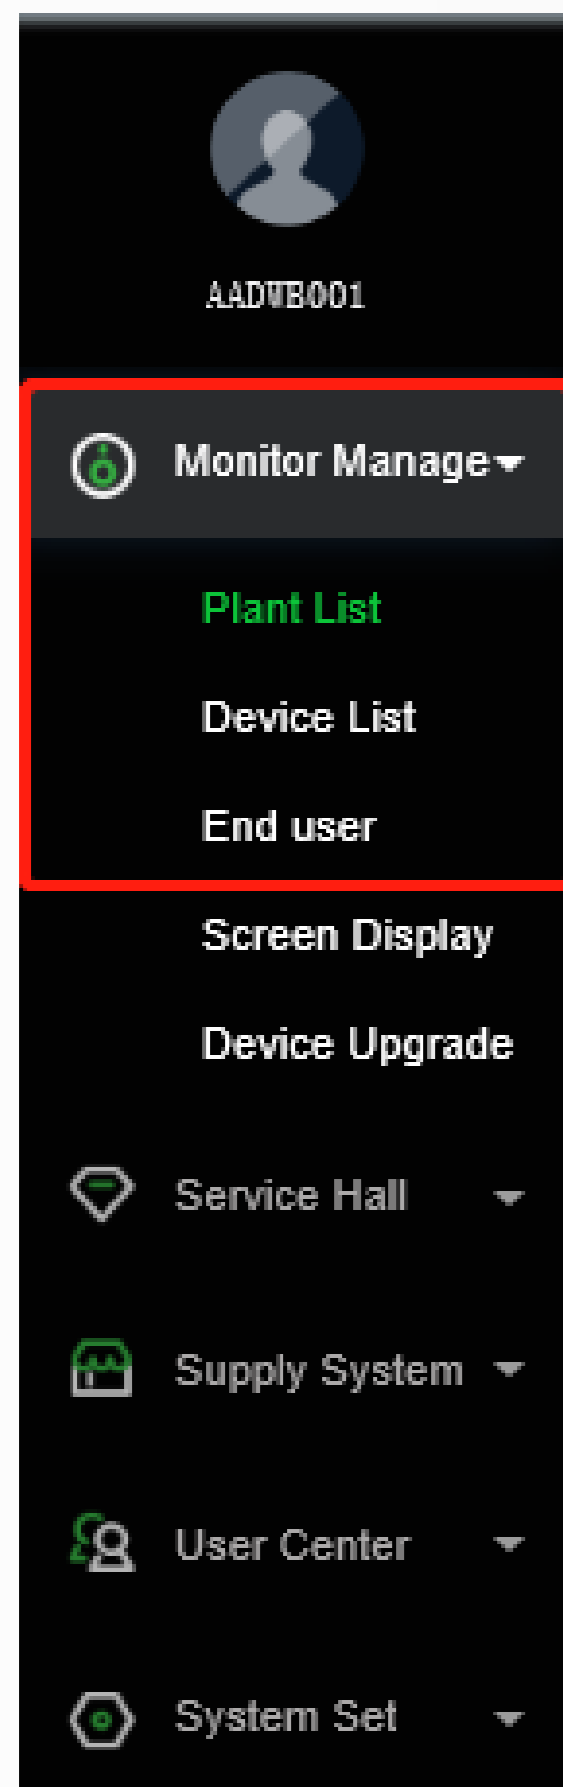 AADWB001
Monitor Manage
Plant List
Device List
End user
Screen Display
Device Upgrade
Service Hall
Supply System
User Center
System Set